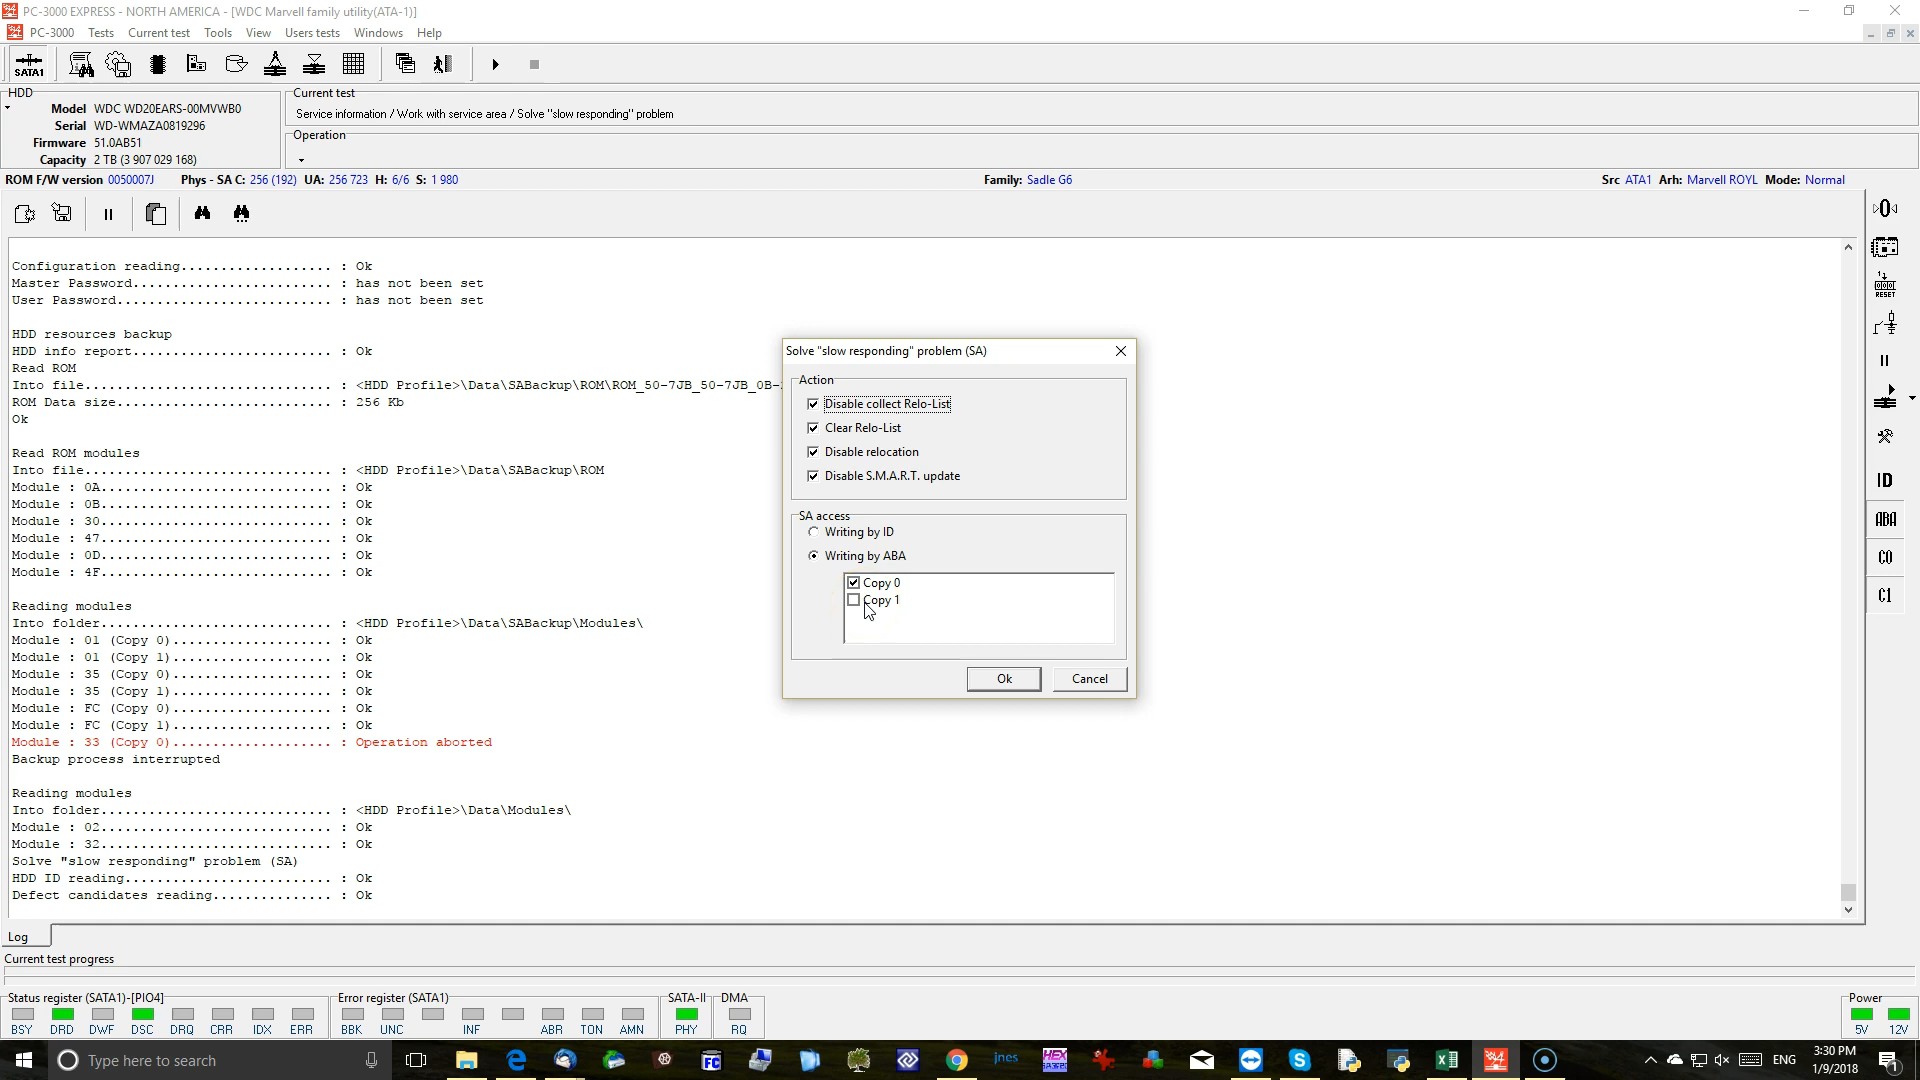 PC-3000 EXPRESS - NORTH AMERICA - [WDC Marvell family utility(ATA-1)]
PC-3000 Tests Current test Tools View Users tests Windows Help
SATA1
HDD
Model WDC WD20EARS-00MVWB0
Serial WD-WMAZA0819296
Firmware 51.0AB51
Capacity 2 TB (3 907 029 168)
Current test
Service information / Work with service area / Solve "slow responding" problem
Operation
ROM F/W version 0050007J Phys - SA C: 256 (192) UA: 256 723 H: 6/6 S: 1 980 Family: Sadle G6 Src ATA1 Arh: Marvell ROYL Mode: Normal
Configuration reading................... : Ok
Master Password......................... : has not been set
User Password........................... : has not been set
HDD resources backup
HDD info report......................... : Ok
Read ROM
Into file............................... : <HDD Profile>\Data\SABackup\ROM\ROM_50-7JB_50-7JB_0B-
ROM Data size........................... : 256 Kb
Ok
Read ROM modules
Into file............................... : <HDD Profile>\Data\SABackup\ROM
Module : 0A............................. : Ok
Module : 0B............................. : Ok
Module : 30............................. : Ok
Module : 47............................. : Ok
Module : 0D............................. : Ok
Module : 4F............................. : Ok
Reading modules
Into folder............................. : <HDD Profile>\Data\SABackup\Modules\
Module : 01 (Copy 0).................... : Ok
Module : 01 (Copy 1).................... : Ok
Module : 35 (Copy 0).................... : Ok
Module : 35 (Copy 1).................... : Ok
Module : FC (Copy 0).................... : Ok
Module : FC (Copy 1).................... : Ok
Module : 33 (Copy 0).................... : Operation aborted
Backup process interrupted
Reading modules
Into folder............................. : <HDD Profile>\Data\Modules\
Module : 02............................. : Ok
Module : 32............................. : Ok
Solve "slow responding" problem (SA)
HDD ID reading.......................... : Ok
Defect candidates reading............... : Ok
Solve "slow responding" problem (SA)
Action
Disable collect Relo-List
Clear Relo-List
Disable relocation
Disable S.M.A.R.T. update
SA access
Writing by ID
Writing by ABA
Copy 0
Copy 1
Ok Cancel
RESET
ID
ABA
C0
C1
Log
Current test progress
Status register (SATA1)-[PIO4] Error register (SATA1) SATA-II DMA Power
BSY DRD DWF DSC DRQ CRR IDX ERR BBK UNC INF ABR TON AMN PHY RQ 5V 12V
Type here to search
FC
jnes
HEX
ENG
3:30 PM
1/9/2018
1